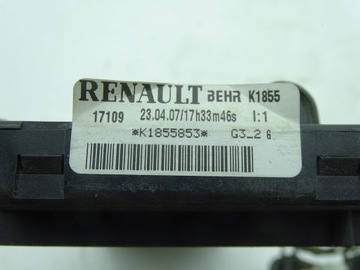 RENAULT BEHR K1855
17109 23.04.07/17h33m46s I:1
*K1855853* G3_2 G